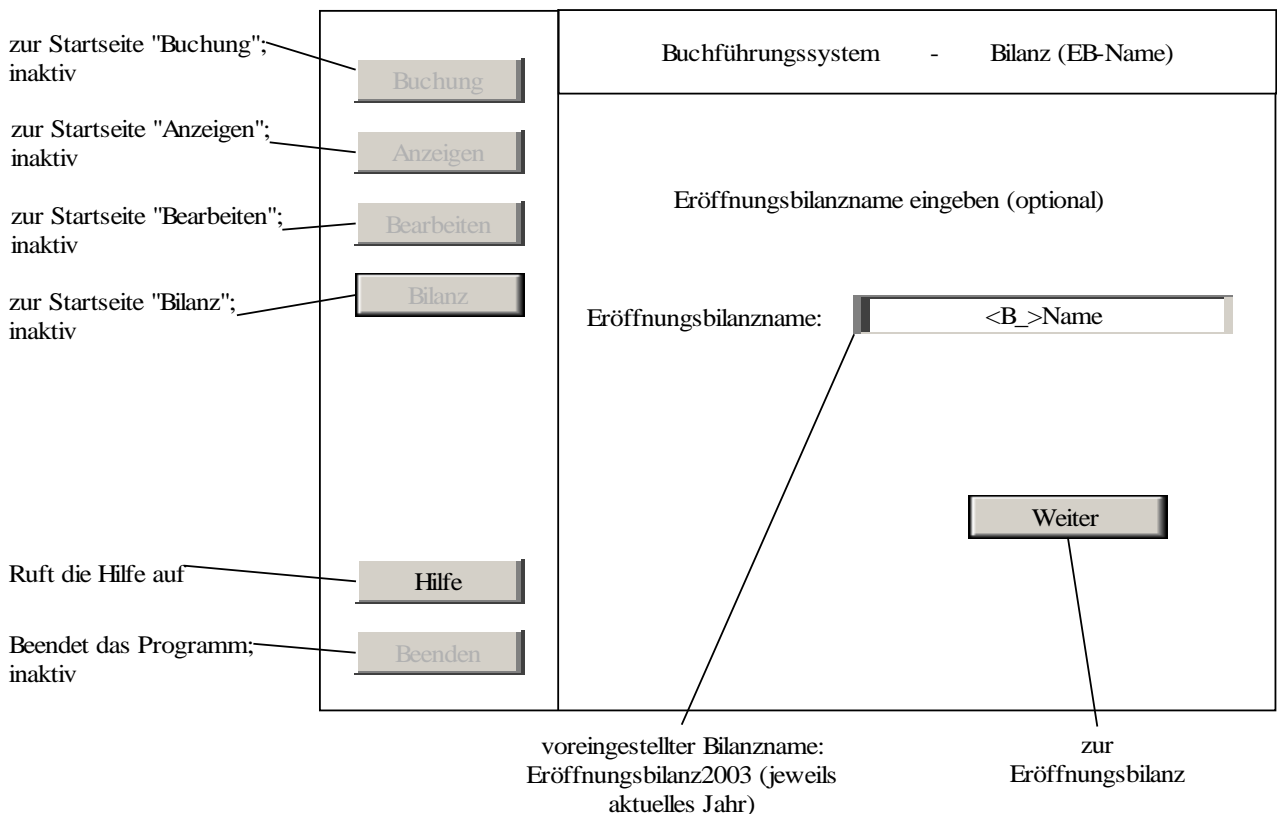 zur Startseite "Buchung";
inaktiv
zur Startseite "Anzeigen";
inaktiv
zur Startseite "Bearbeiten";
inaktiv
zur Startseite "Bilanz";
inaktiv
Ruft die Hilfe auf
Beendet das Programm;
inaktiv
Buchung
Anzeigen
Bearbeiten
Bilanz
Hilfe
Beenden
Buchführungssystem - Bilanz (EB-Name)
Eröffnungsbilanzname eingeben (optional)
Eröffnungsbilanzname: <B_>Name
Weiter
voreingestellter Bilanzname:
Eröffnungsbilanz2003 (jeweils
aktuelles Jahr)
zur
Eröffnungsbilanz